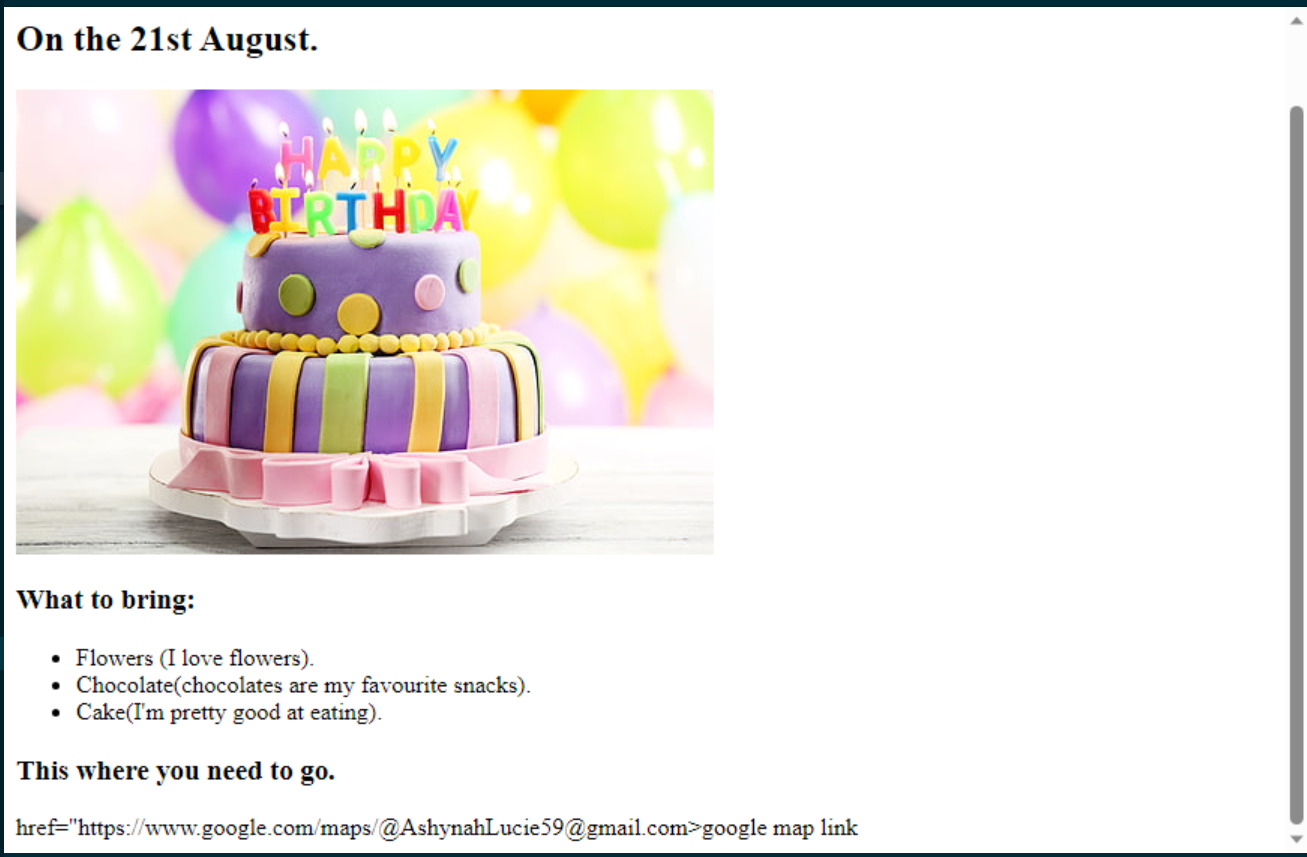 On the 21st August.
HAPPY
BIRTHDAY
What to bring:
Flowers (I love flowers).
Chocolate(chocolates are my favourite snacks).
Cake(I'm pretty good at eating).
This where you need to go.
href="https://www.google.com/maps/@AshynahLucie59@gmail.com>google map link